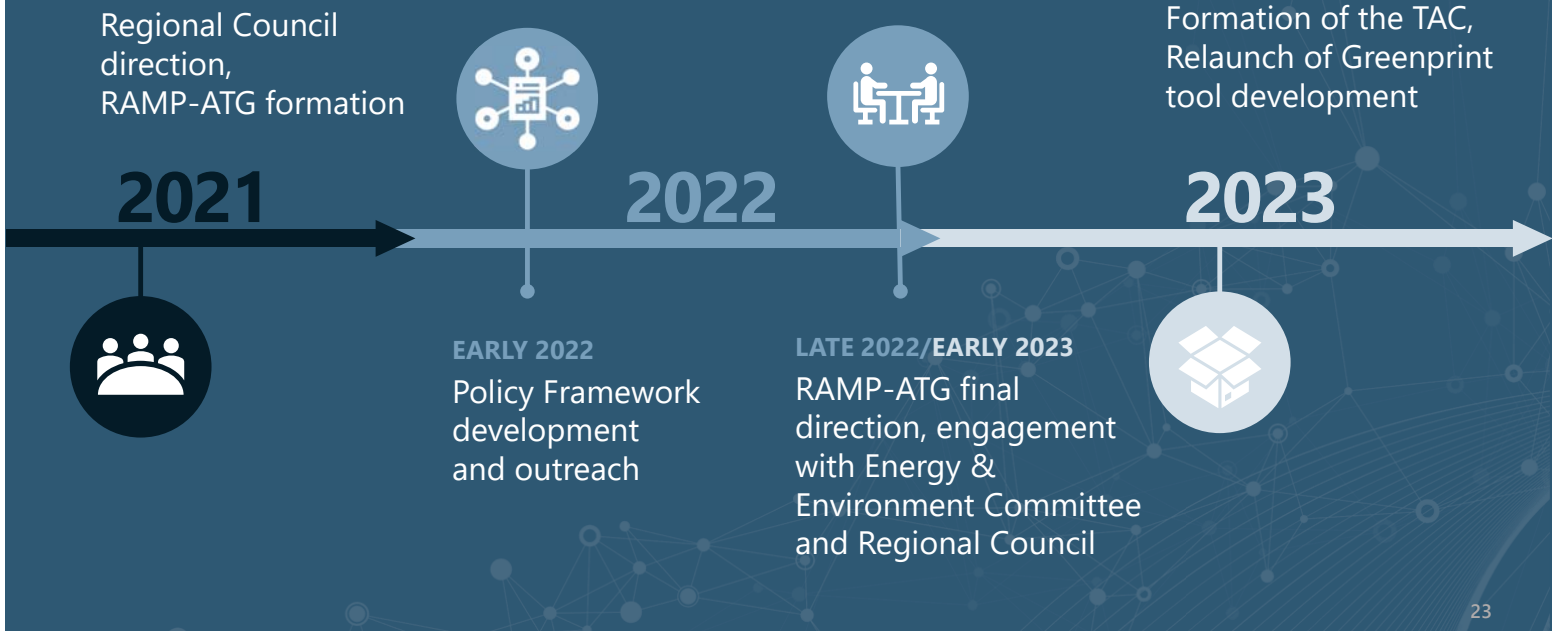 Regional Council
direction,
RAMP-ATG formation
Formation of the TAC,
Relaunch of Greenprint
tool development
2021
2022
2023
EARLY 2022
Policy Framework
development
and outreach
LATE 2022/EARLY 2023
RAMP-ATG final
direction, engagement
with Energy &
Environment Committee
and Regional Council
23